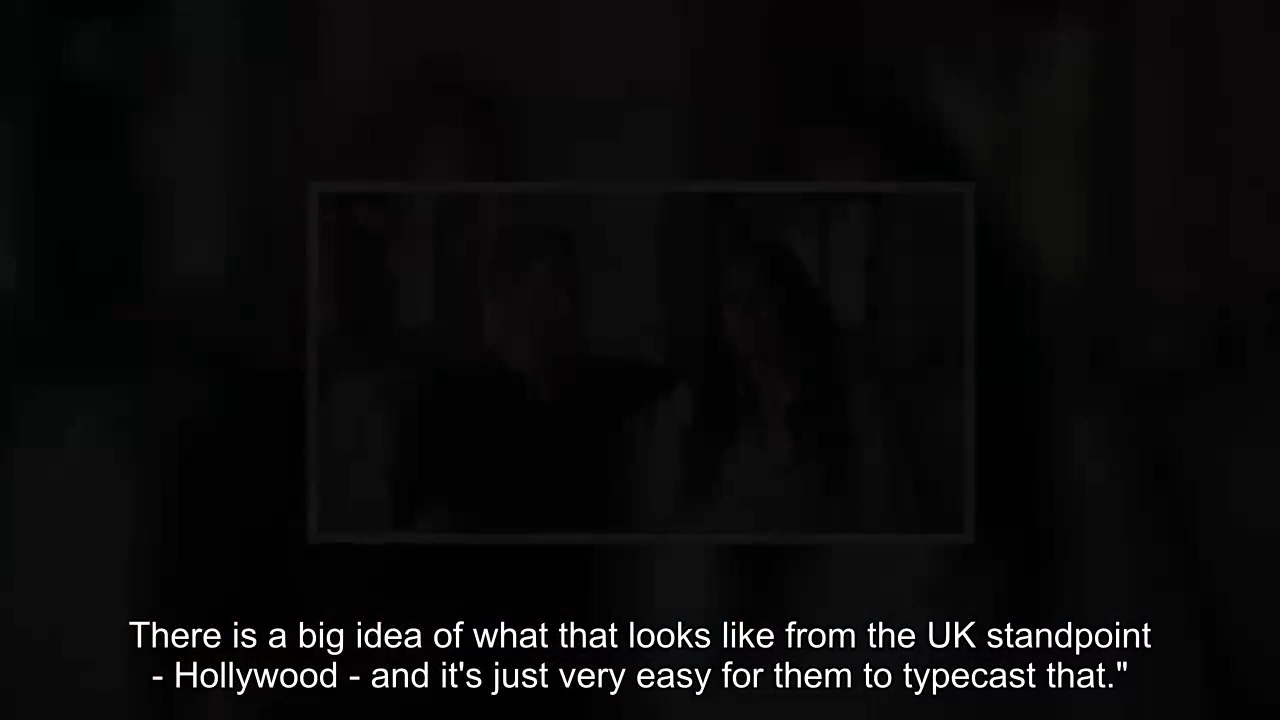 There is a big idea of what that looks like from the UK standpoint
- Hollywood - and it's just very easy for them to typecast that."